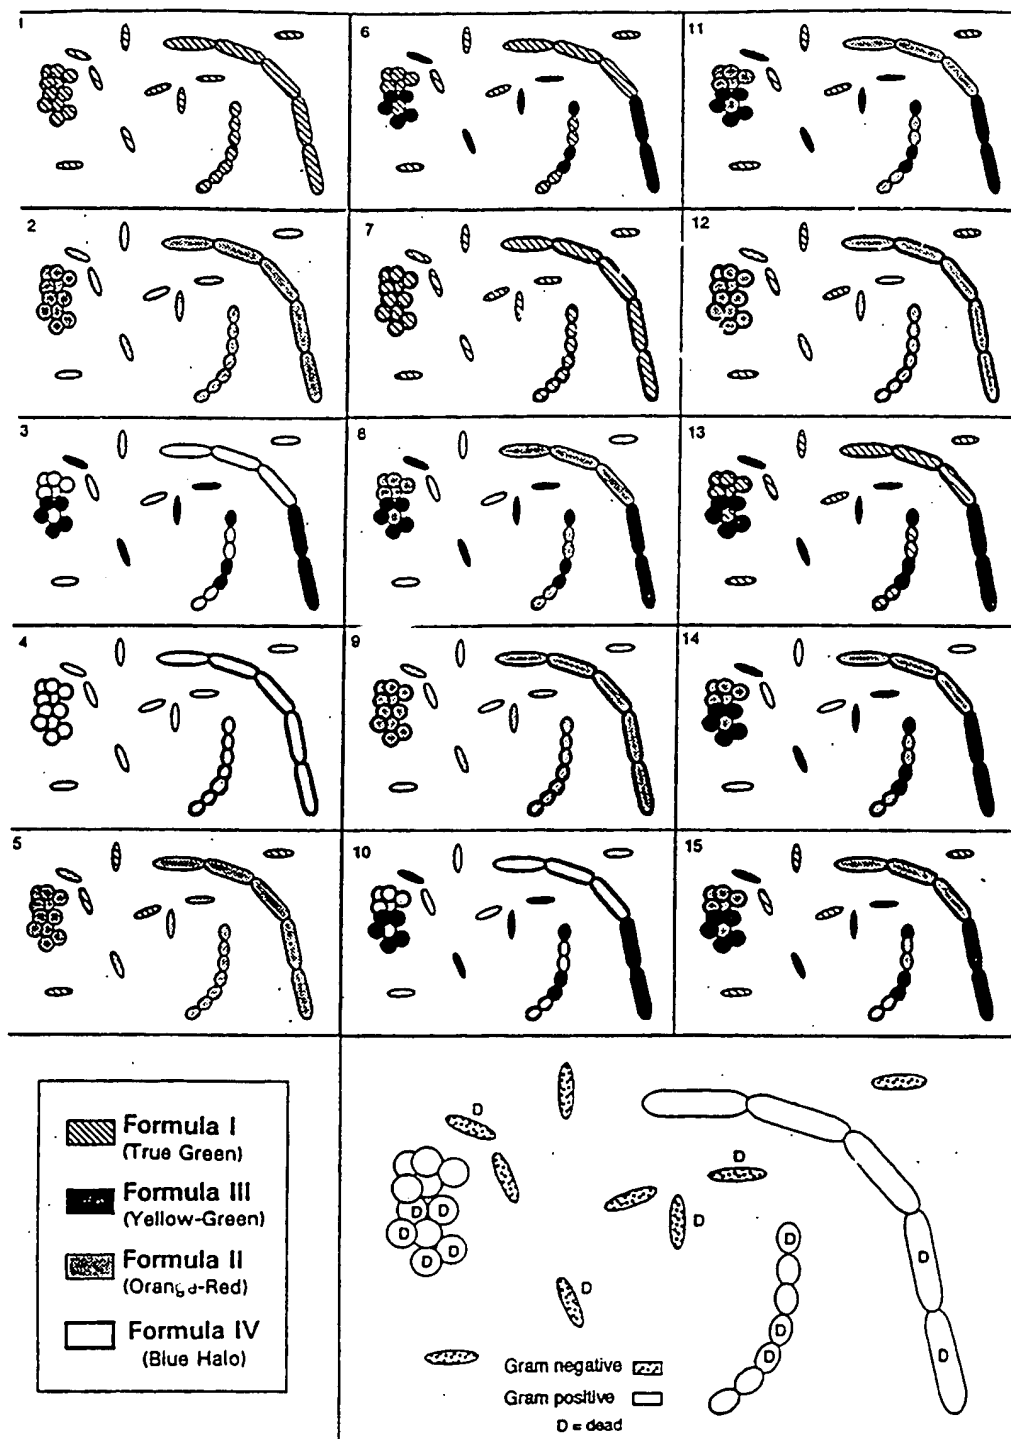 1
6
11
2
7
12
3
8
13
4
9
14
5
10
15
Formula I
(True Green)
Formula III
(Yellow-Green)
Formula II
(Orange-Red)
Formula IV
(Blue Halo)
D
D
D
D
D
D
D
D
D
D
D
D
D
D
Gram negative
Gram positive
D = dead